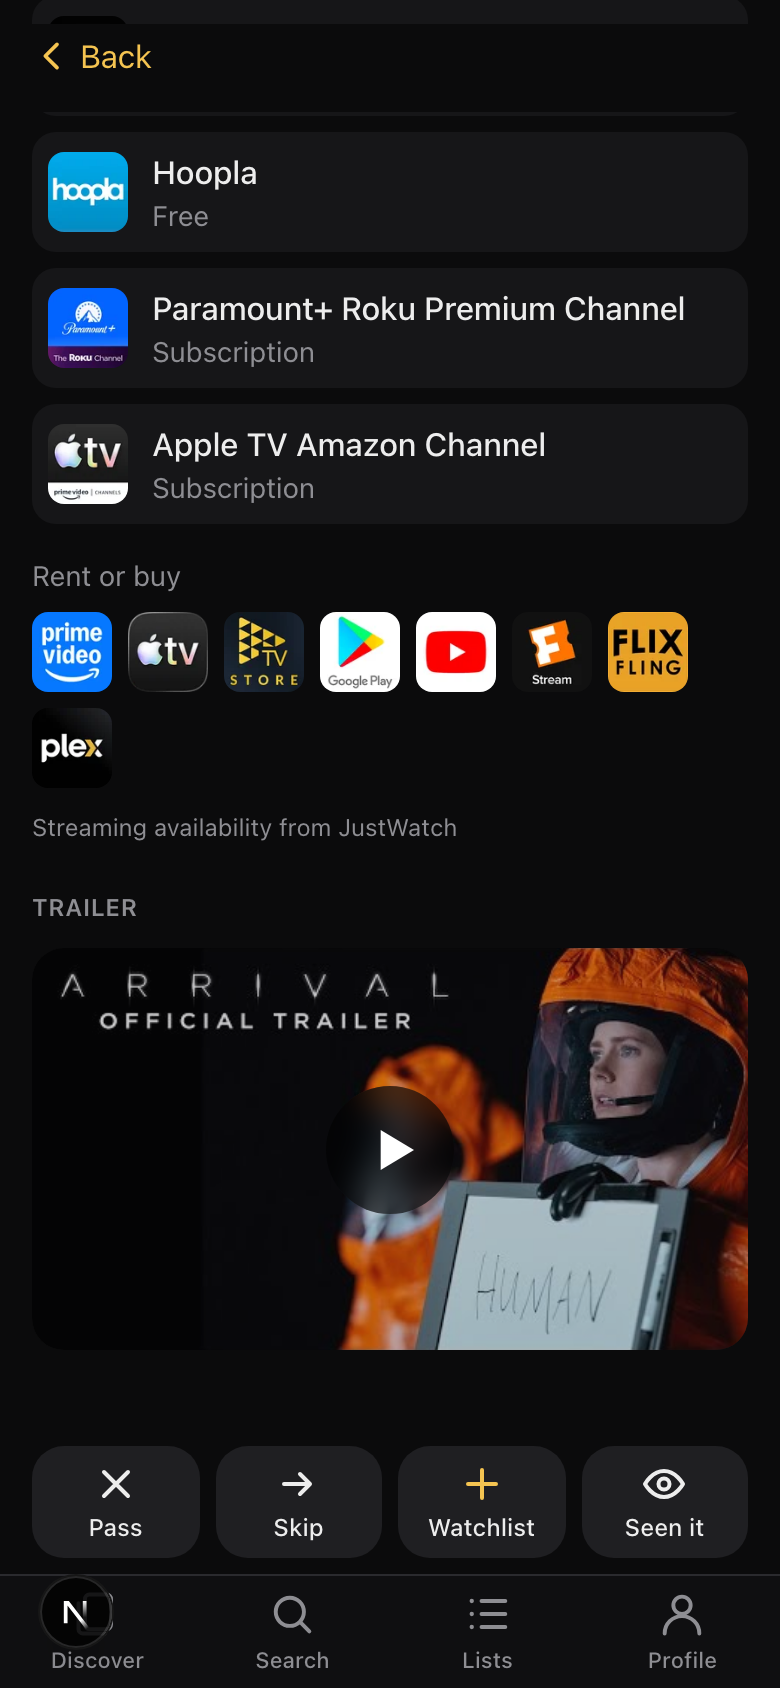 Back
hoopla
Hoopla
Free
Paramount+
The Roku Channel
Paramount+ Roku Premium Channel
Subscription
tv
prime video | CHANNELS
Apple TV Amazon Channel
Subscription
Rent or buy
prime
video
tv
TV
STORE
Google Play
F
Stream
FLIX
FLING
plex
Streaming availability from JustWatch
TRAILER
ARRIVAL
OFFICIAL TRAILER
HUMAN
Pass
Skip
Watchlist
Seen it
N
Discover
Search
Lists
Profile